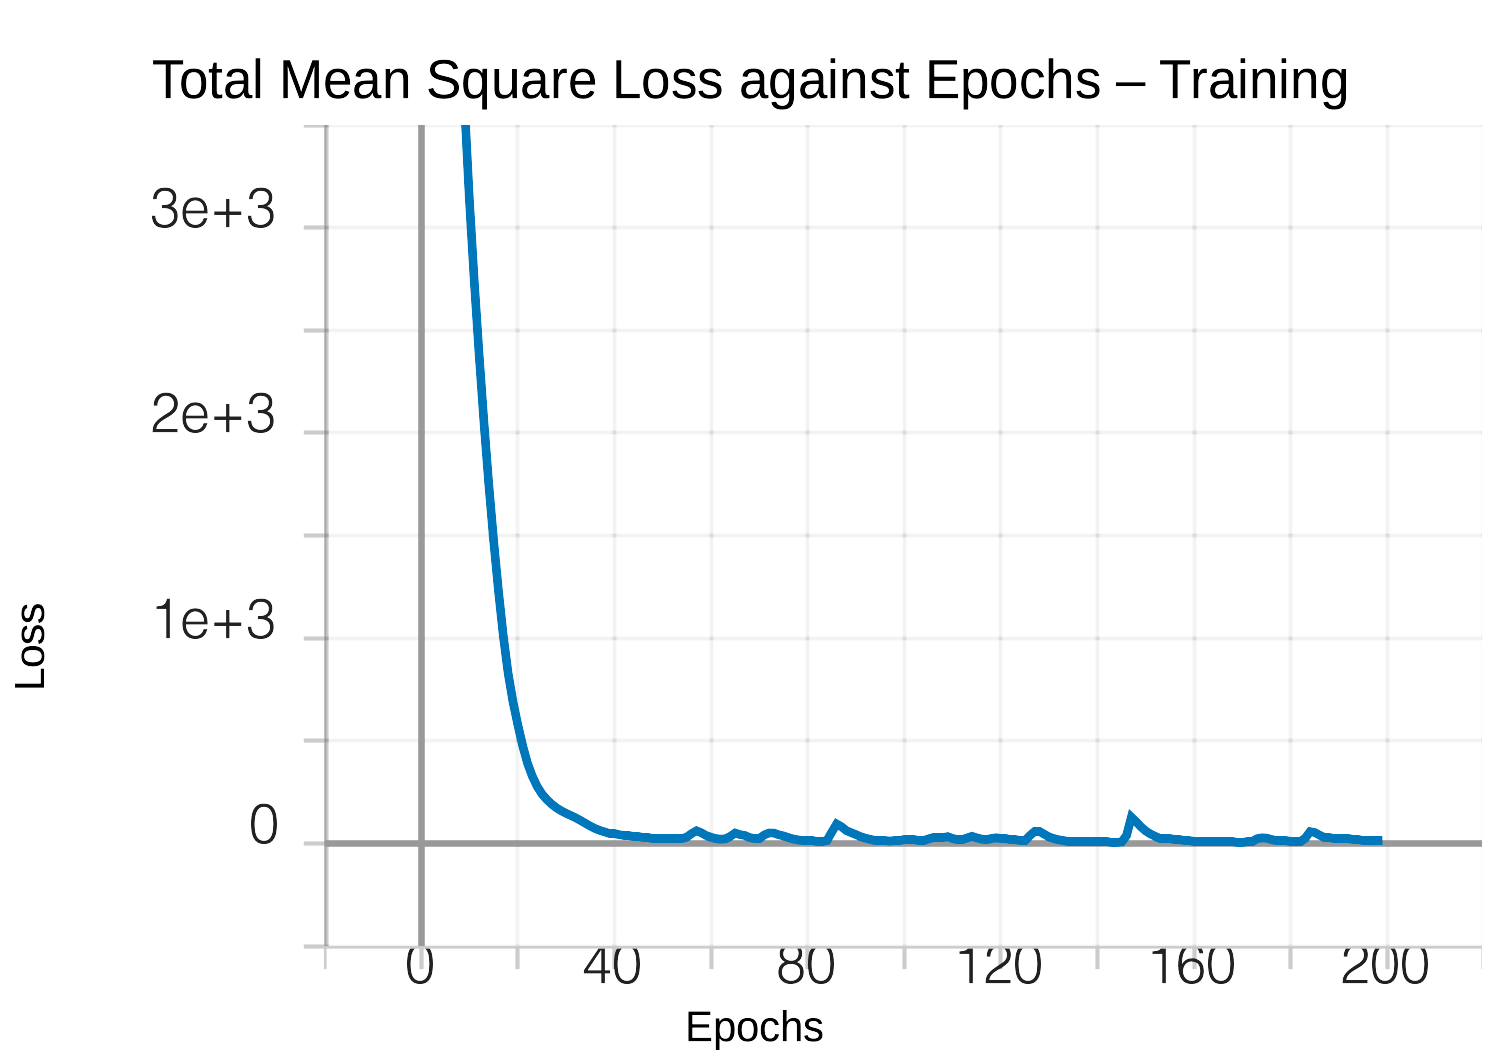 Total Mean Square Loss against Epochs – Training
3e+3
2e+3
1e+3
0
Loss
0 40 80 120 160 200
Epochs